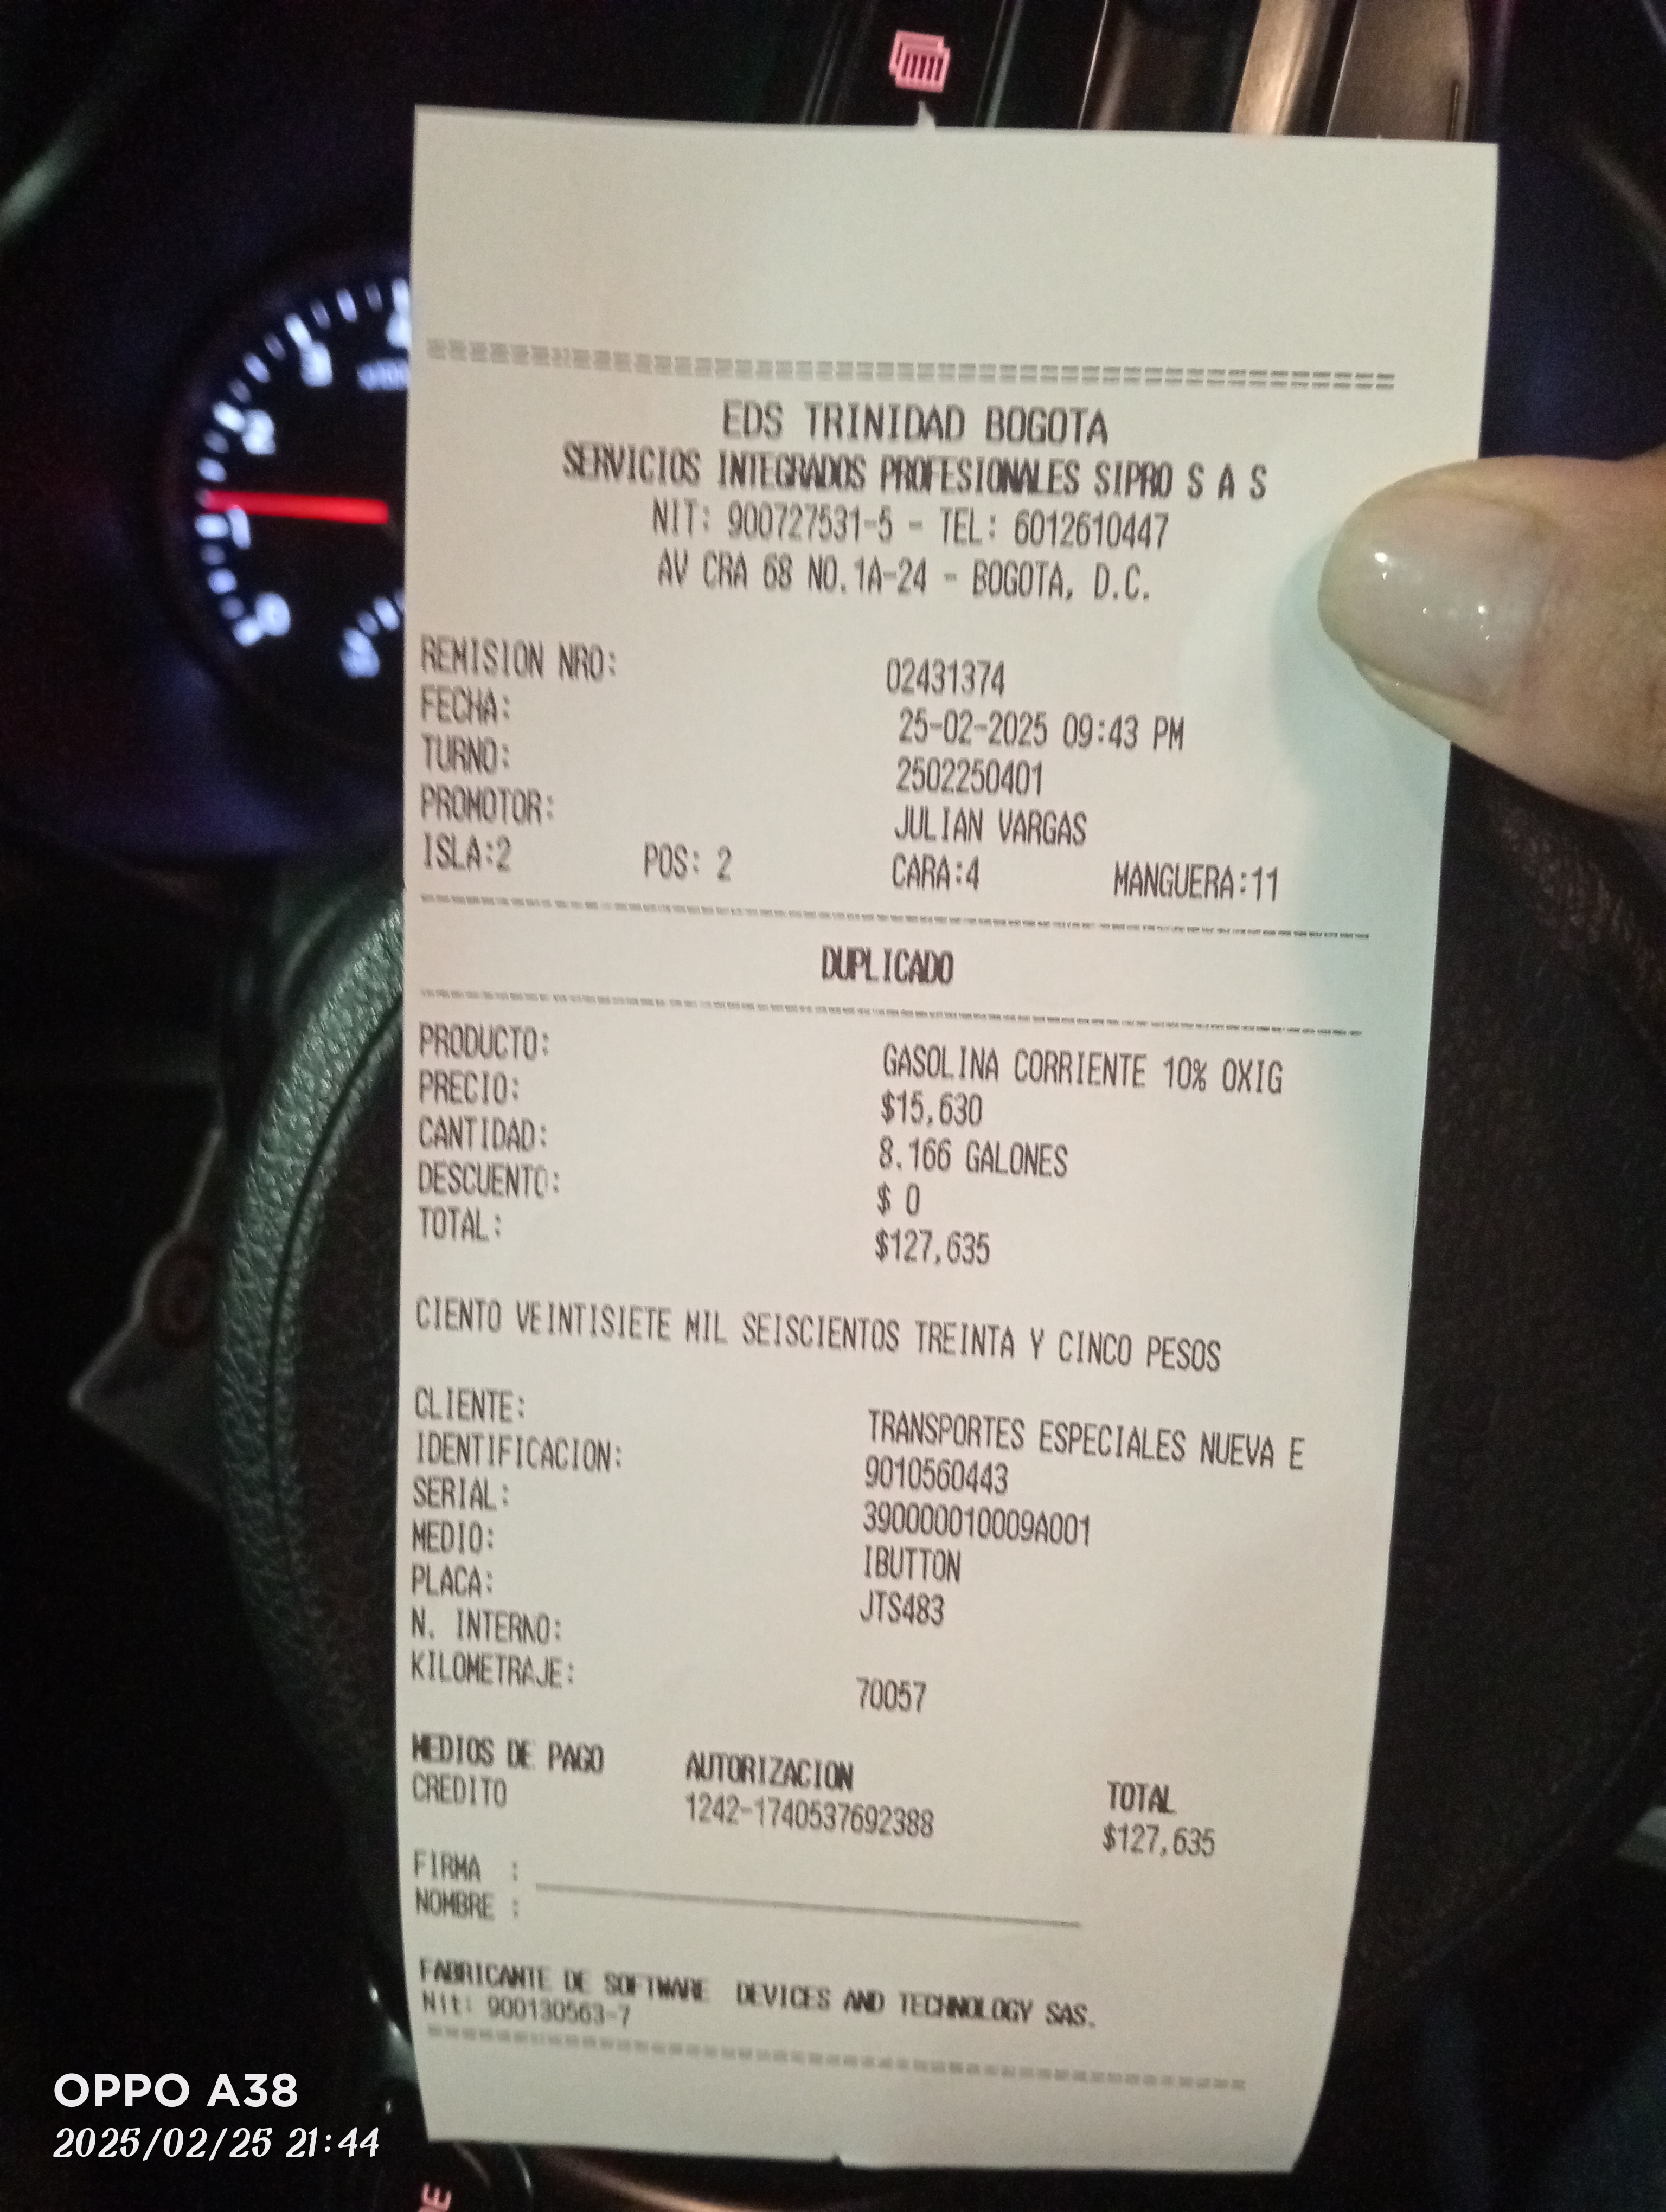 ================================================
EDS TRINIDAD BOGOTA
SERVICIOS INTEGRADOS PROFESIONALES SIPRO S A S
NIT: 900727531-5 - TEL: 6012610447
AV CRA 68 NO.1A-24 - BOGOTA, D.C.
REMISION NRO: 02431374
FECHA: 25-02-2025 09:43 PM
TURNO: 2502250401
PROMOTOR: JULIAN VARGAS
ISLA:2 POS: 2 CARA:4 MANGUERA:11
DUPLICADO
PRODUCTO: GASOLINA CORRIENTE 10% OXIG
PRECIO: $15,630
CANTIDAD: 8.166 GALONES
DESCUENTO: $ 0
TOTAL: $127,635
CIENTO VEINTISIETE MIL SEISCIENTOS TREINTA Y CINCO PESOS
CLIENTE: TRANSPORTES ESPECIALES NUEVA E
IDENTIFICACION: 9010560443
SERIAL: 390000010009A001
MEDIO: IBUTTON
PLACA: JTS483
N. INTERNO:
KILOMETRAJE: 70057
MEDIOS DE PAGO AUTORIZACION TOTAL
CREDITO 1242-1740537692388 $127,635
FIRMA :
NOMBRE :
FABRICANTE DE SOFTWARE DEVICES AND TECHNOLOGY SAS.
Nit: 900130563-7
OPPO A38
2025/02/25 21:44